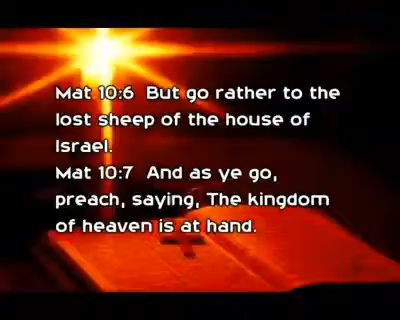 Mat 10:6 But go rather to the
lost sheep of the house of
Israel.
Mat 10:7 And as ye go,
preach, saying, The kingdom
of heaven is at hand.